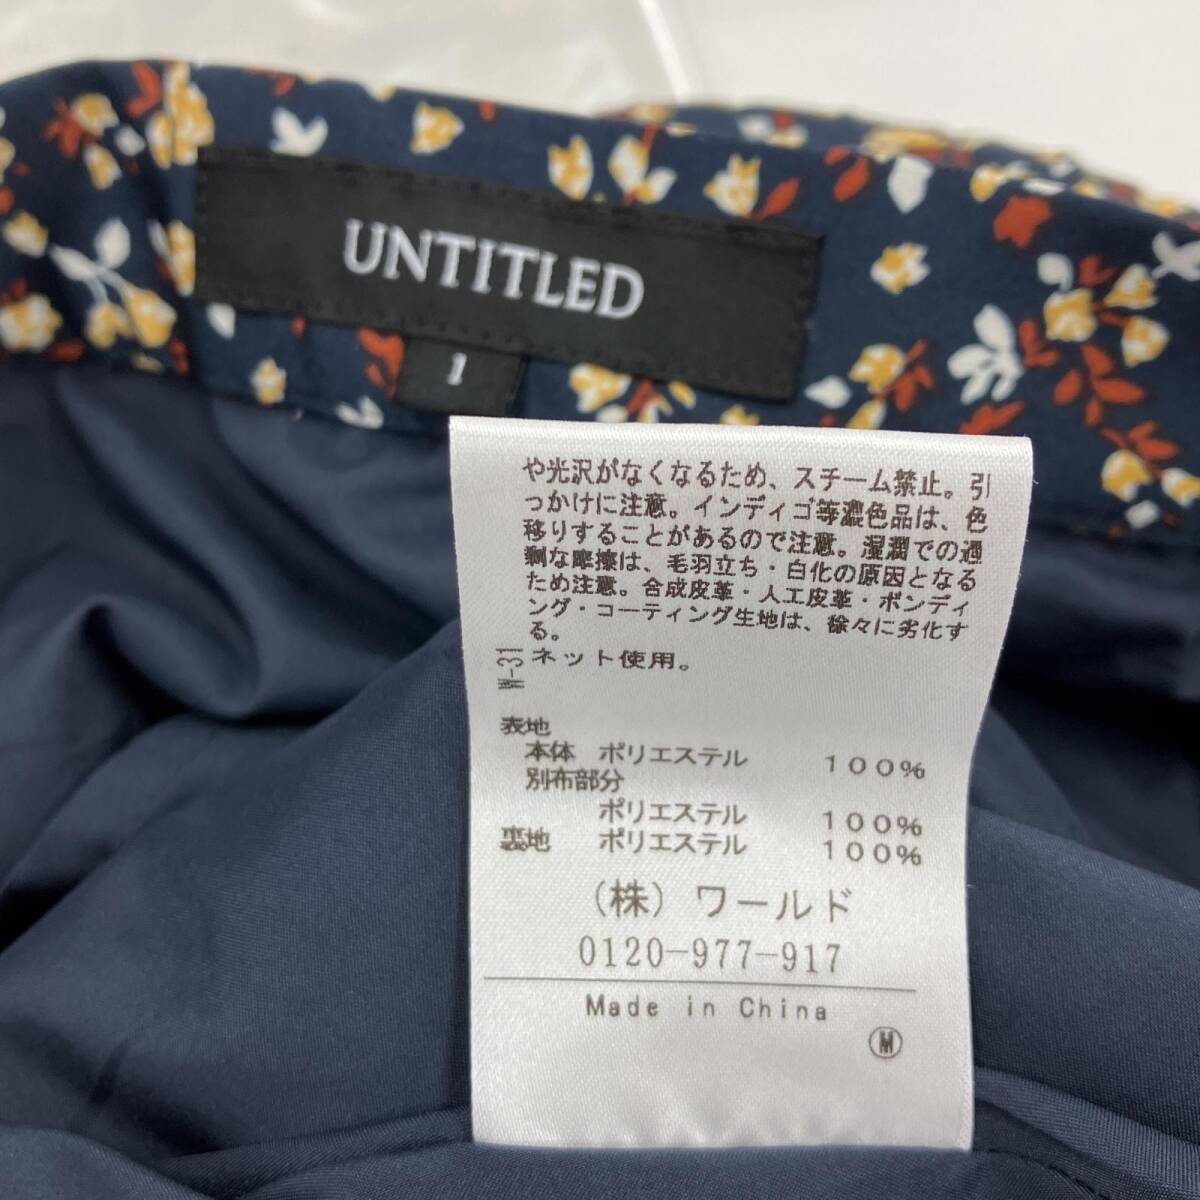 UNTITLED
1
や光沢がなくなるため、スチーム禁止。引
っかけに注意。インディゴ等濃色品は、色
移りすることがあるので注意。湿潤での過
剰な摩擦は、毛羽立ち・白化の原因となる
ため注意。合成皮革・人工皮革・ボンディ
ング・コーティング生地は、徐々に劣化す
る。
ネット使用。
W-31
表地
本体 ポリエステル 100%
別布部分
ポリエステル 100%
裏地 ポリエステル 100%
(株)ワールド
0120-977-917
Made in China
M